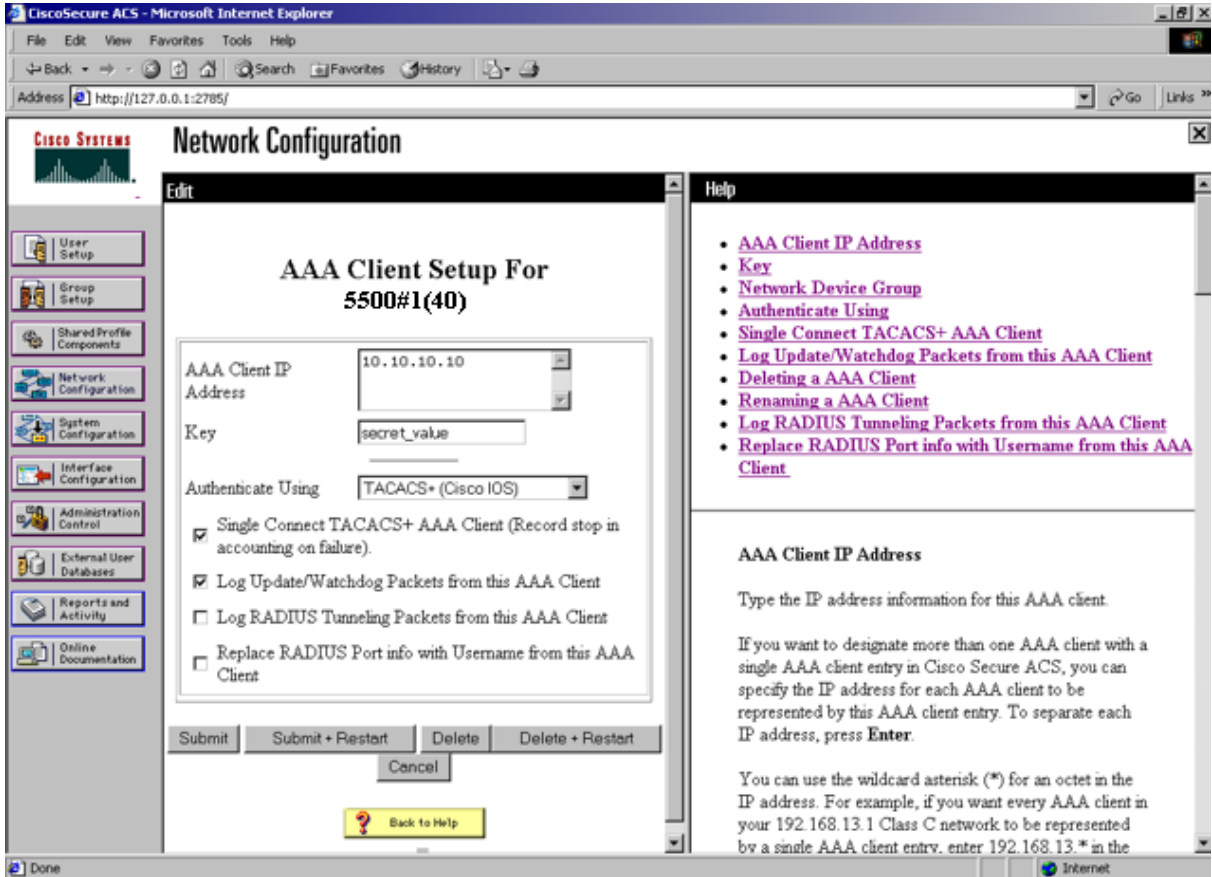 CiscoSecure ACS - Microsoft Internet Explorer
File Edit View Favorites Tools Help
Back Search Favorites History
Address http://127.0.0.1:2785/ Go Links »
CISCO SYSTEMS
Network Configuration
User
Setup
Group
Setup
Shared Profile
Components
Network
Configuration
System
Configuration
Interface
Configuration
Administration
Control
External User
Databases
Reports and
Activity
Online
Documentation
Edit
AAA Client Setup For
5500#1(40)
AAA Client IP
Address
10.10.10.10
Key secret_value
Authenticate Using TACACS+ (Cisco IOS)
Single Connect TACACS+ AAA Client (Record stop in
accounting on failure).
Log Update/Watchdog Packets from this AAA Client
Log RADIUS Tunneling Packets from this AAA Client
Replace RADIUS Port info with Username from this AAA
Client
Submit Submit + Restart Delete Delete + Restart
Cancel
? Back to Help
Help
• AAA Client IP Address
• Key
• Network Device Group
• Authenticate Using
• Single Connect TACACS+ AAA Client
• Log Update/Watchdog Packets from this AAA Client
• Deleting a AAA Client
• Renaming a AAA Client
• Log RADIUS Tunneling Packets from this AAA Client
• Replace RADIUS Port info with Username from this AAA
Client
AAA Client IP Address
Type the IP address information for this AAA client.
If you want to designate more than one AAA client with a
single AAA client entry in Cisco Secure ACS, you can
specify the IP address for each AAA client to be
represented by this AAA client entry. To separate each
IP address, press Enter.
You can use the wildcard asterisk (*) for an octet in the
IP address. For example, if you want every AAA client in
your 192.168.13.1 Class C network to be represented
by a single AAA client entry, enter 192.168.13.* in the
Done Internet